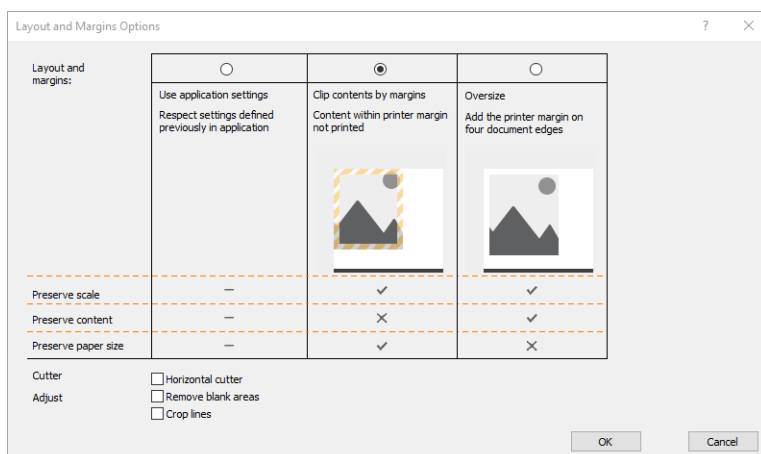 Layout and Margins Options
?
Layout and
margins:
Use application settings
Respect settings defined
previously in application
Clip contents by margins
Content within printer margin
not printed
Oversize
Add the printer margin on
four document edges
Preserve scale
Preserve content
Preserve paper size
Cutter
Horizontal cutter
Adjust
Remove blank areas
Crop lines
OK
Cancel